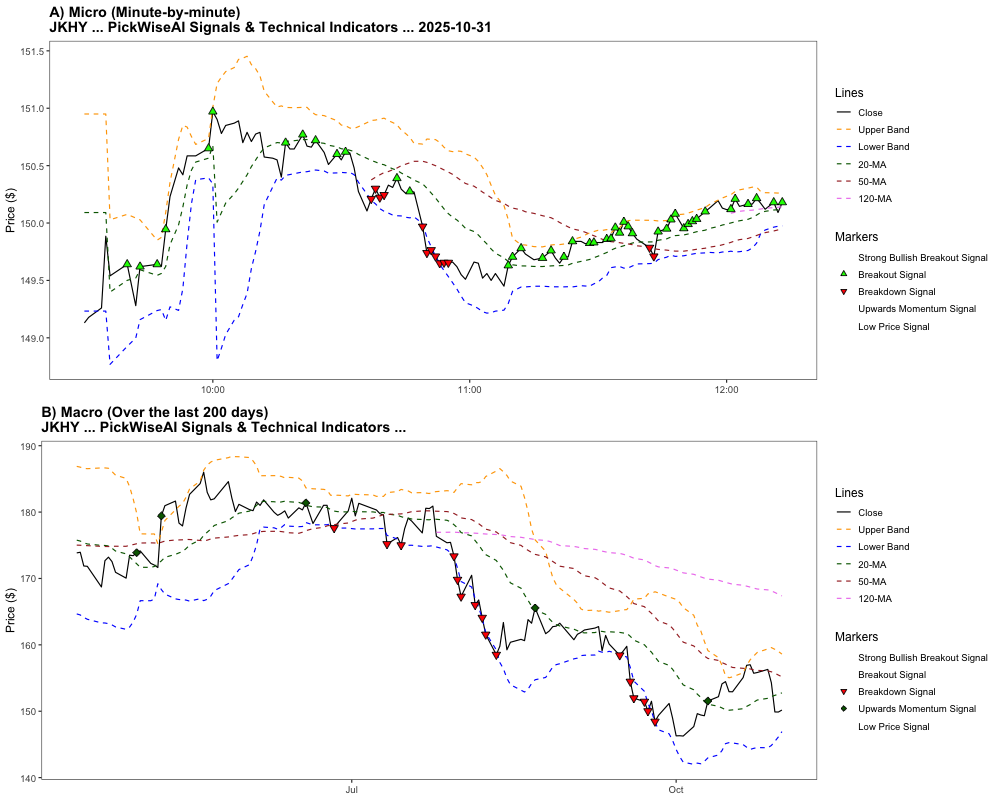 A) Micro (Minute-by-minute)
JKHY ... PickWiseAI Signals & Technical Indicators ... 2025-10-31
151.5
151.0
150.5
150.0
149.5
149.0
Price ($)
10:00
11:00
12:00
Lines
Close
Upper Band
Lower Band
20-MA
50-MA
120-MA
Markers
Strong Bullish Breakout Signal
Breakout Signal
Breakdown Signal
Upwards Momentum Signal
Low Price Signal
B) Macro (Over the last 200 days)
JKHY ... PickWiseAI Signals & Technical Indicators ...
190
180
170
160
150
140
Price ($)
Jul
Oct
Lines
Close
Upper Band
Lower Band
20-MA
50-MA
120-MA
Markers
Strong Bullish Breakout Signal
Breakout Signal
Breakdown Signal
Upwards Momentum Signal
Low Price Signal